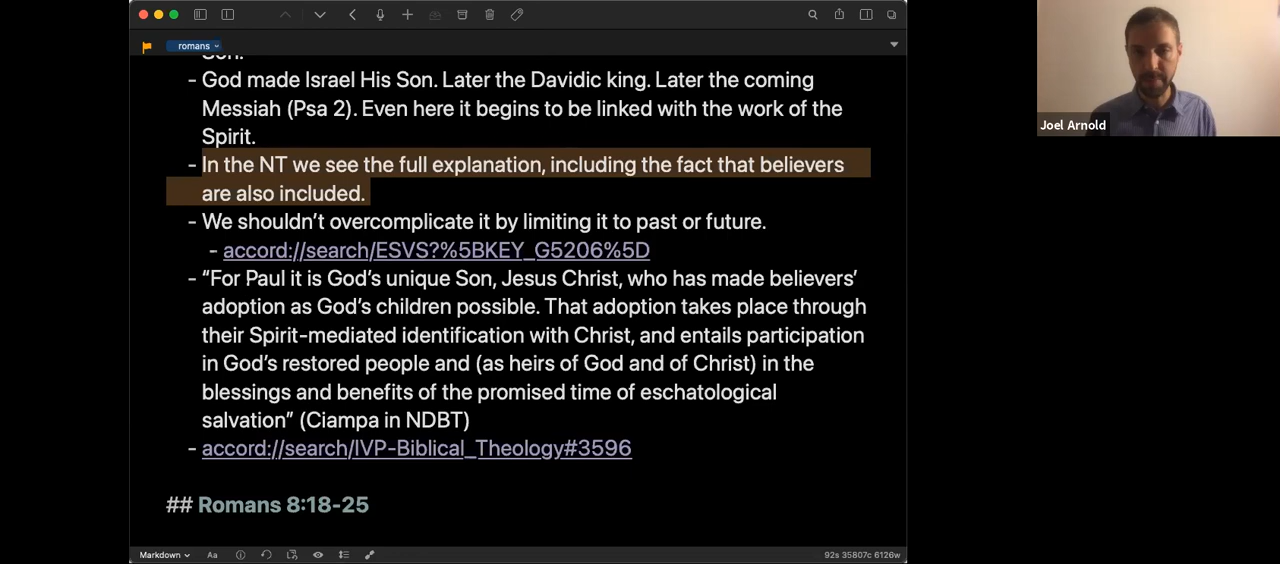 romans
Son.
- God made Israel His Son. Later the Davidic king. Later the coming
Messiah (Psa 2). Even here it begins to be linked with the work of the
Spirit.
- In the NT we see the full explanation, including the fact that believers
are also included.
- We shouldn’t overcomplicate it by limiting it to past or future.
- accord://search/ESVS?%5BKEY_G5206%5D
- “For Paul it is God’s unique Son, Jesus Christ, who has made believers’
adoption as God’s children possible. That adoption takes place through
their Spirit-mediated identification with Christ, and entails participation
in God’s restored people and (as heirs of God and of Christ) in the
blessings and benefits of the promised time of eschatological
salvation” (Ciampa in NDBT)
- accord://search/IVP-Biblical_Theology#3596
## Romans 8:18-25
Markdown
Aa
92s 35807c 6126w
Joel Arnold